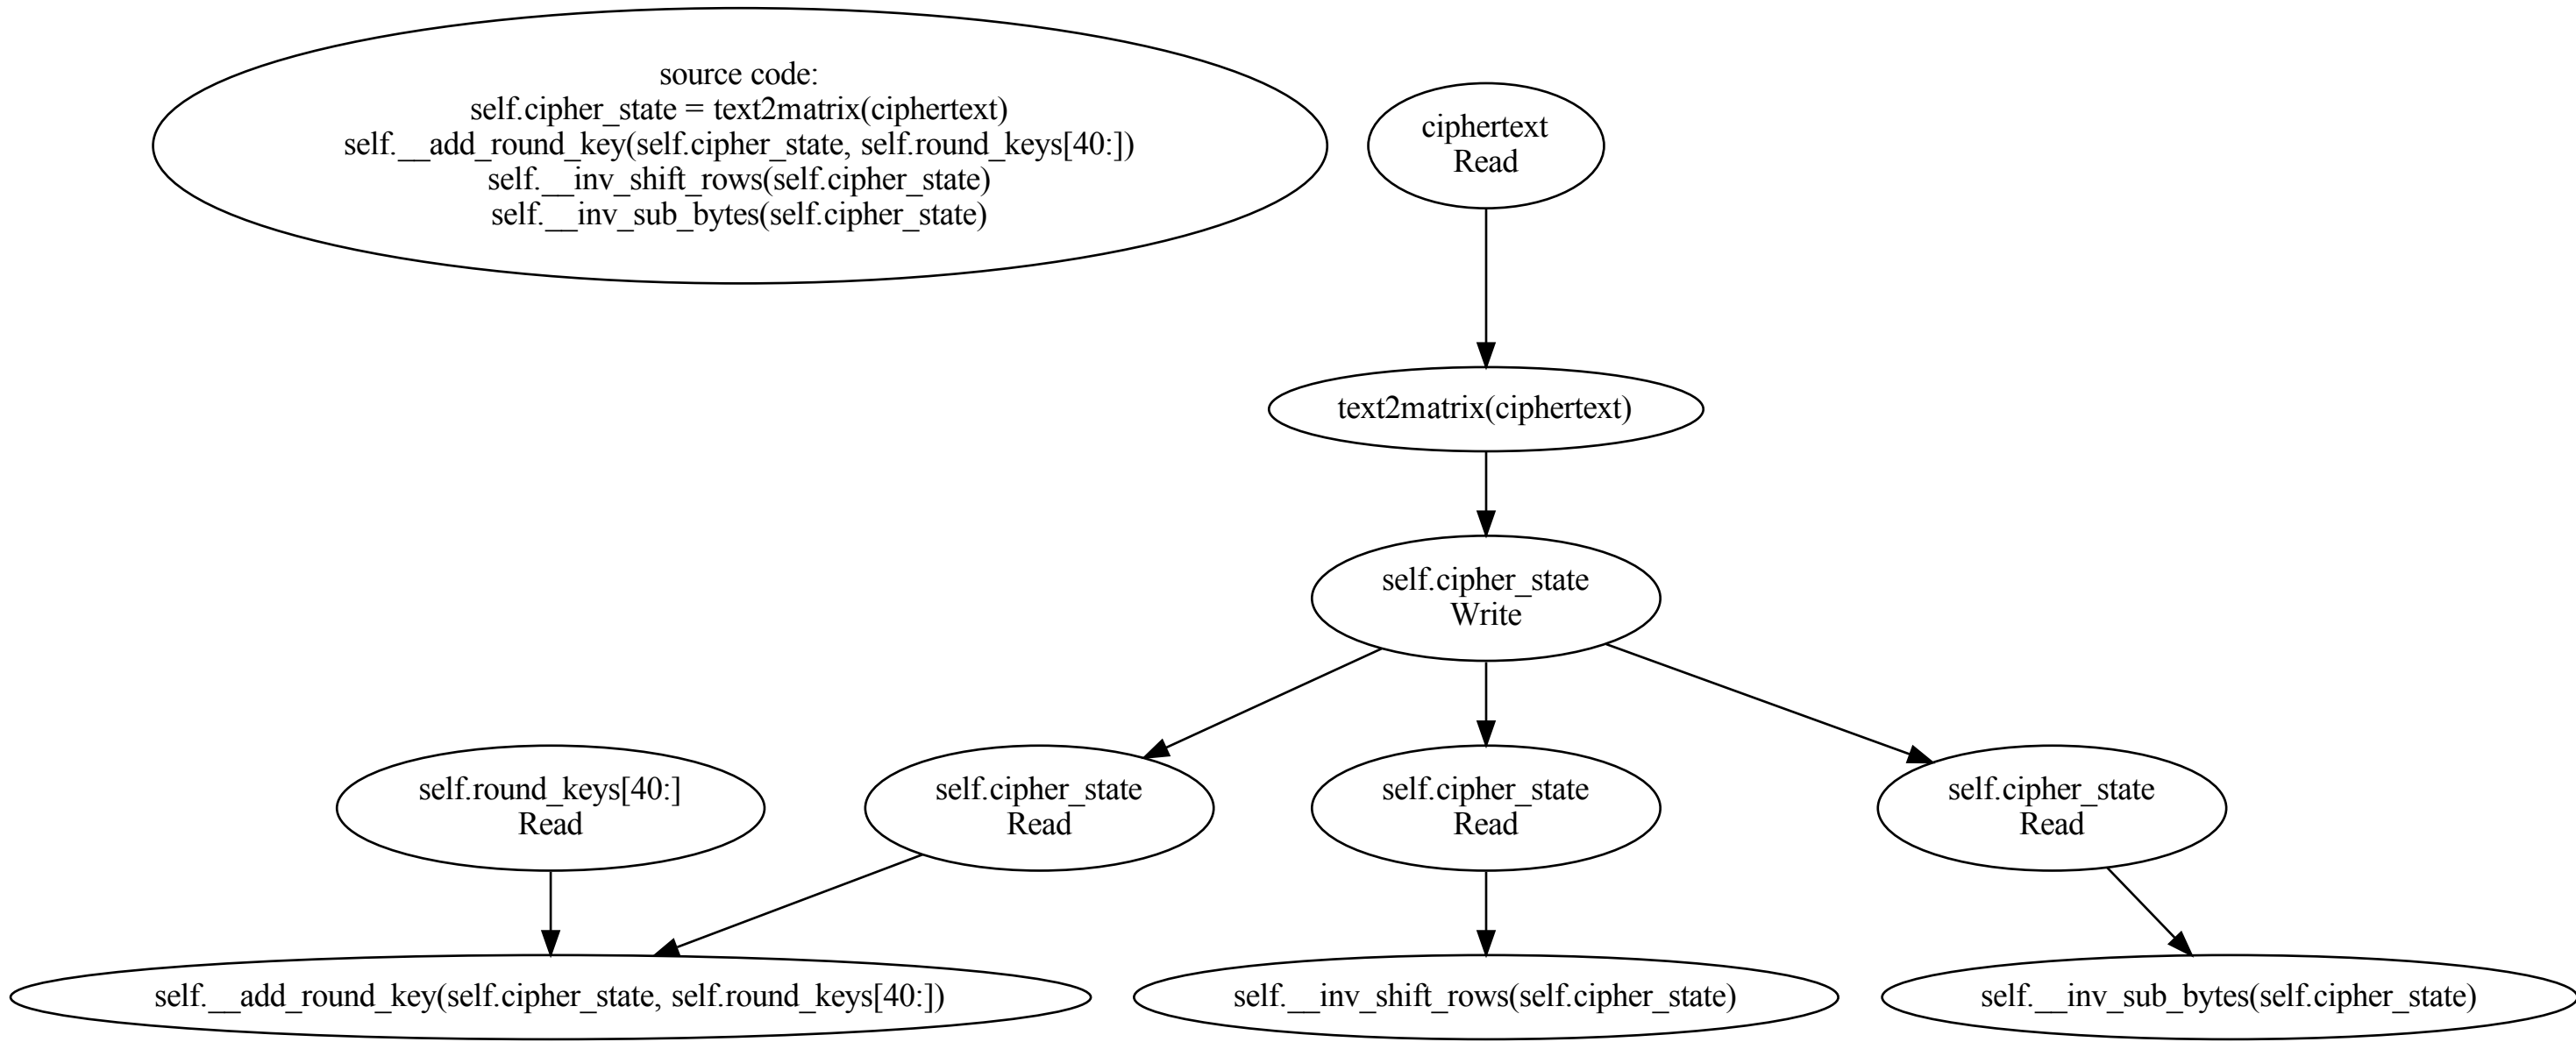 source code:
self.cipher_state = text2matrix(ciphertext)
self.__add_round_key(self.cipher_state, self.round_keys[40:])
self.__inv_shift_rows(self.cipher_state)
self.__inv_sub_bytes(self.cipher_state)
ciphertext
Read
text2matrix(ciphertext)
self.cipher_state
Write
self.round_keys[40:]
Read
self.cipher_state
Read
self.cipher_state
Read
self.cipher_state
Read
self.__add_round_key(self.cipher_state, self.round_keys[40:])
self.__inv_shift_rows(self.cipher_state)
self.__inv_sub_bytes(self.cipher_state)